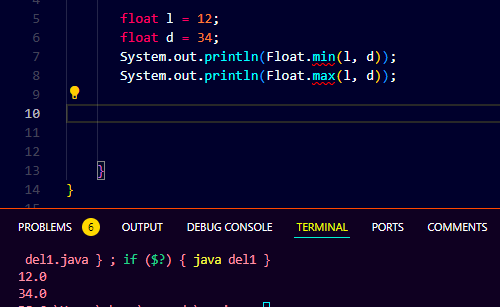 5
float l = 12;
6 float d = 34;
7 System.out.println(Float.min(l, d));
8 System.out.println(Float.max(l, d));
9
10
11
12
13 }
14 }
15
PROBLEMS 6 OUTPUT DEBUG CONSOLE TERMINAL PORTS COMMENTS
del1.java } ; if ($?) { java del1 }
12.0
34.0